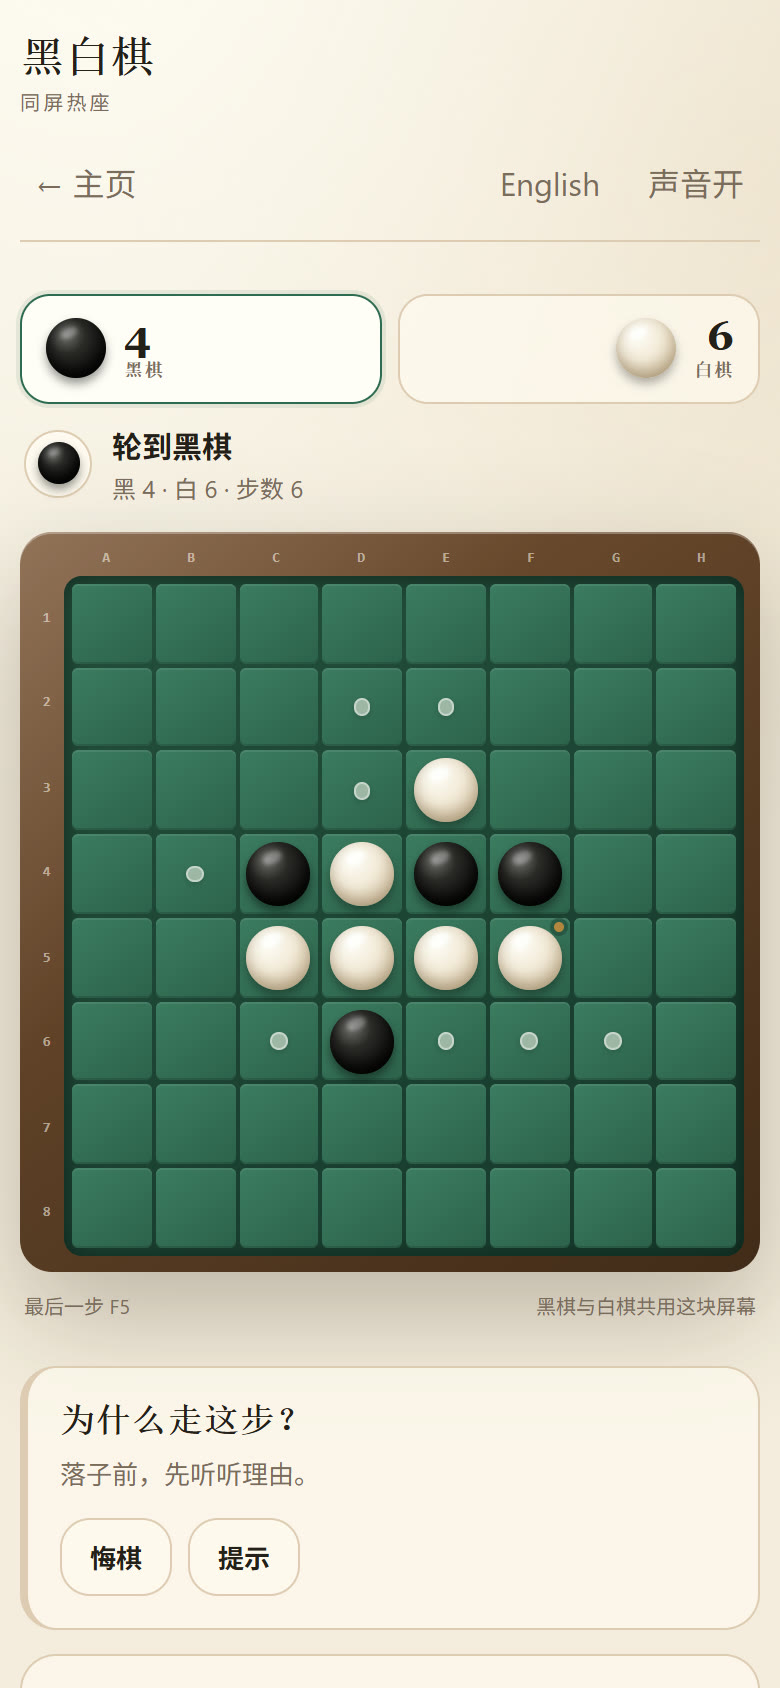 黑白棋
同屏热座
← 主页 English 声音开
4
黑棋
6
白棋
轮到黑棋
黑 4 · 白 6 · 步数 6
A B C D E F G H
1
2
3
4
5
6
7
8
最后一步 F5 黑棋与白棋共用这块屏幕
为什么走这步？
落子前，先听听理由。
悔棋 提示